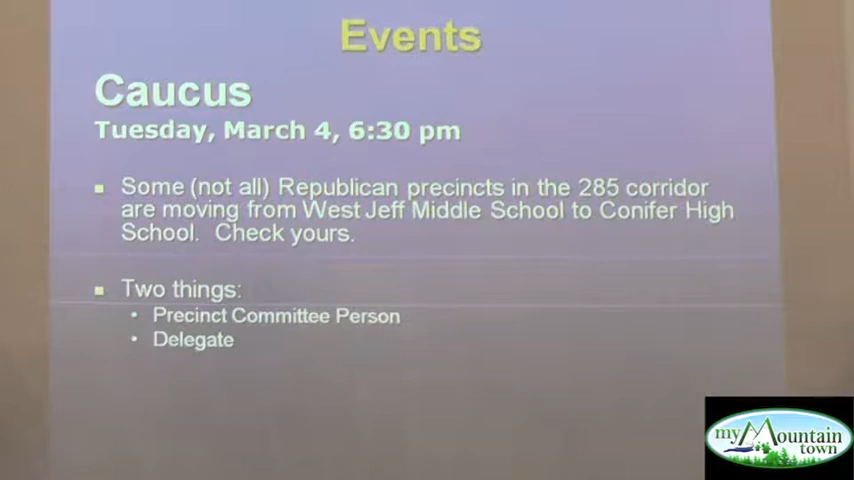 Events
Caucus
Tuesday, March 4, 6:30 pm
▪ Some (not all) Republican precincts in the 285 corridor
are moving from West Jeff Middle School to Conifer High
School. Check yours.
▪ Two things:
• Precinct Committee Person
• Delegate
my Mountain
town